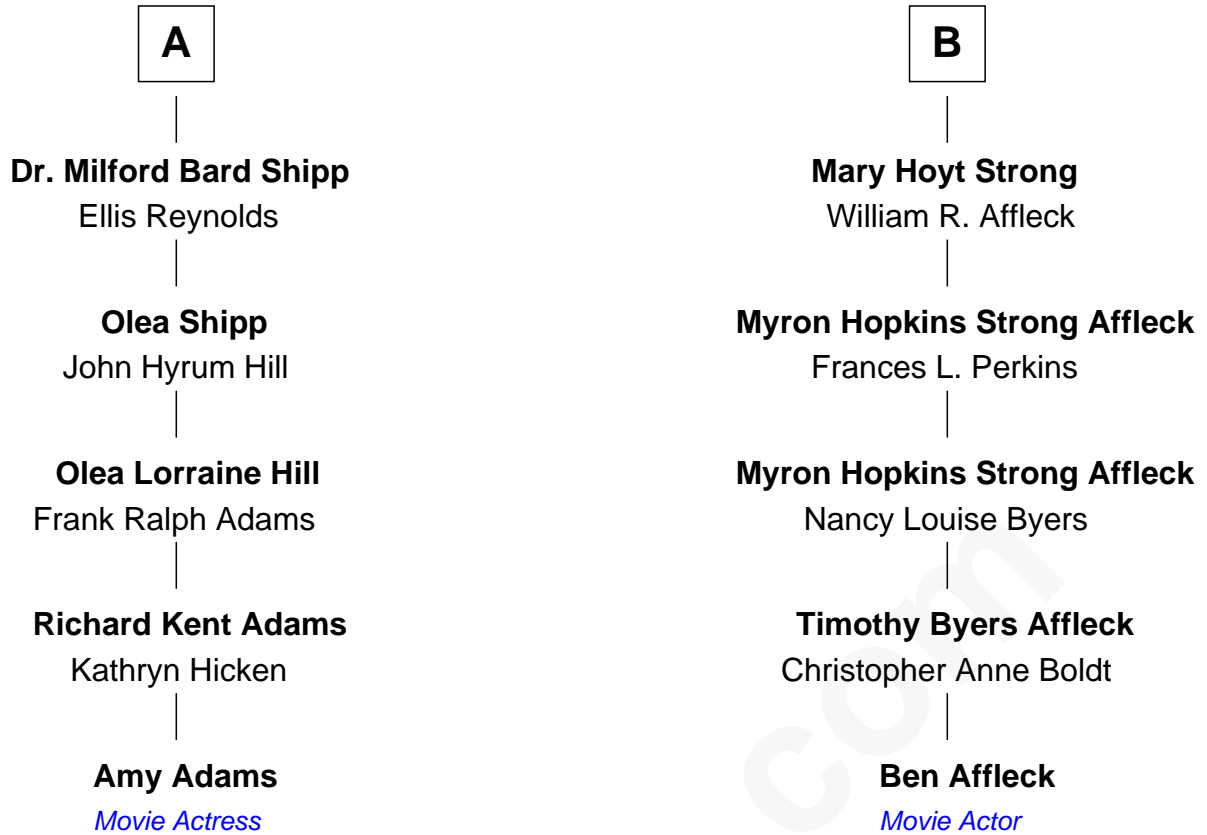 A
B
Dr. Milford Bard Shipp
Ellis Reynolds
Mary Hoyt Strong
William R. Affleck
Olea Shipp
John Hyrum Hill
Myron Hopkins Strong Affleck
Frances L. Perkins
Olea Lorraine Hill
Frank Ralph Adams
Myron Hopkins Strong Affleck
Nancy Louise Byers
Richard Kent Adams
Kathryn Hicken
Timothy Byers Affleck
Christopher Anne Boldt
Amy Adams
Movie Actress
Ben Affleck
Movie Actor
com